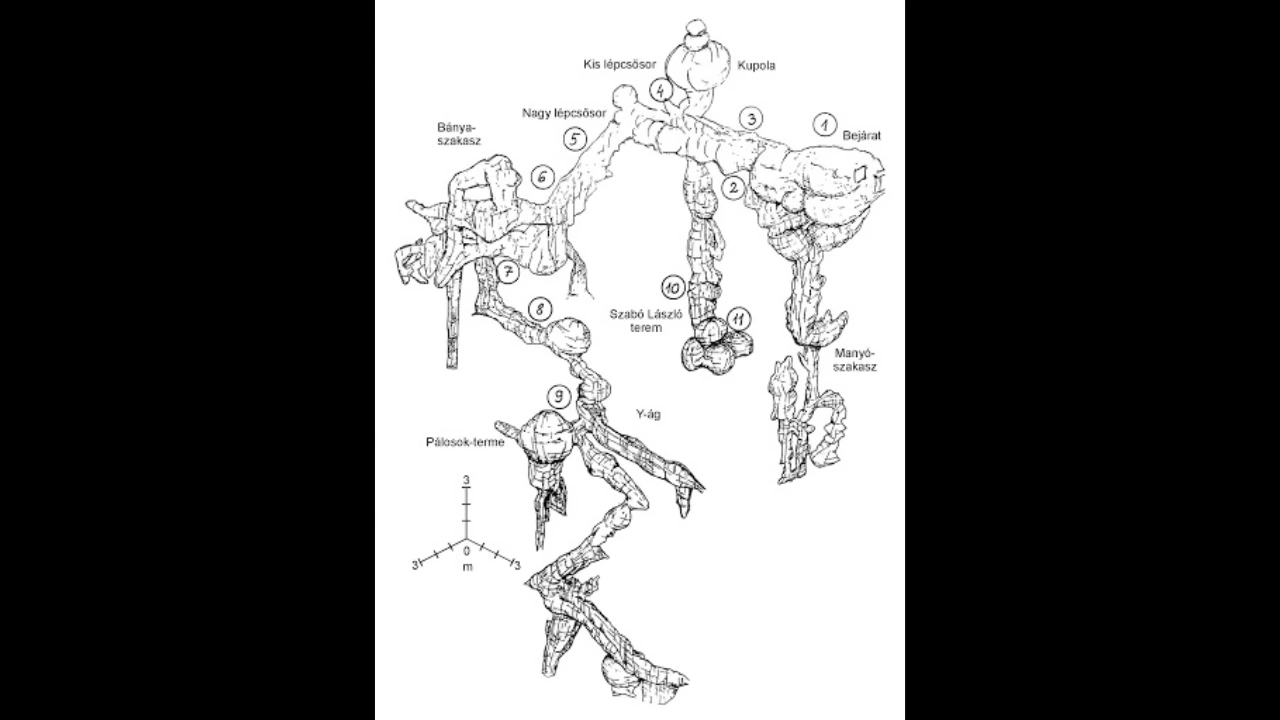 Kis lépcsősor
Kupola
4
Nagy lépcsősor
3
1
Bejárat
Bánya-
szakasz
5
6
2
7
10
8
Szabó László
terem
11
Manyó-
szakasz
9
Y-ág
Pálosok-terme
3
0
3
3
m